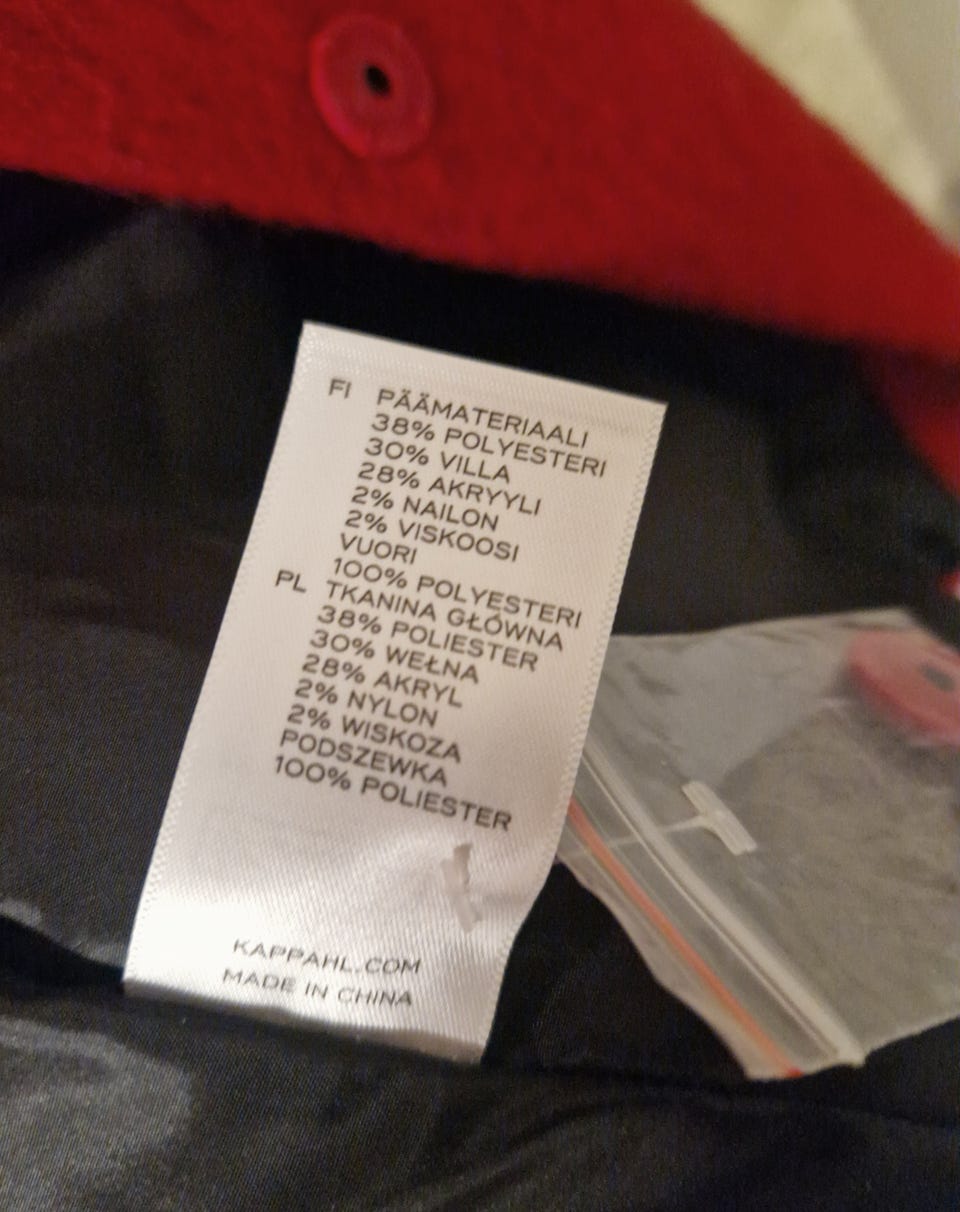 FI PÄÄMATERIAALI
38% POLYESTERI
30% VILLA
28% AKRYYLI
2% NAILON
2% VISKOOSI
VUORI
100% POLYESTERI
PL TKANINA GŁÓWNA
38% POLIESTER
30% WEŁNA
28% AKRYL
2% NYLON
2% WISKOZA
PODSZEWKA
100% POLIESTER
KAPPAHL.COM
MADE IN CHINA